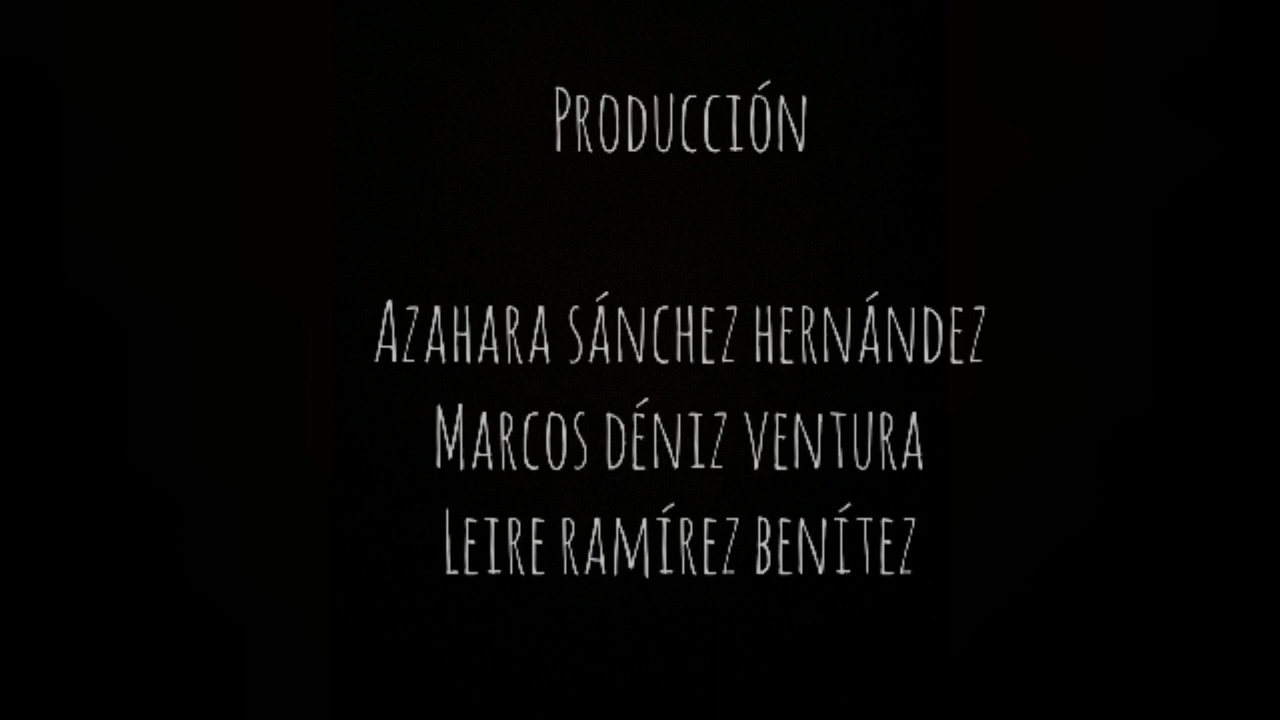 Producción
Azahara sánchez hernández
Marcos déniz ventura
Leire ramírez benítez